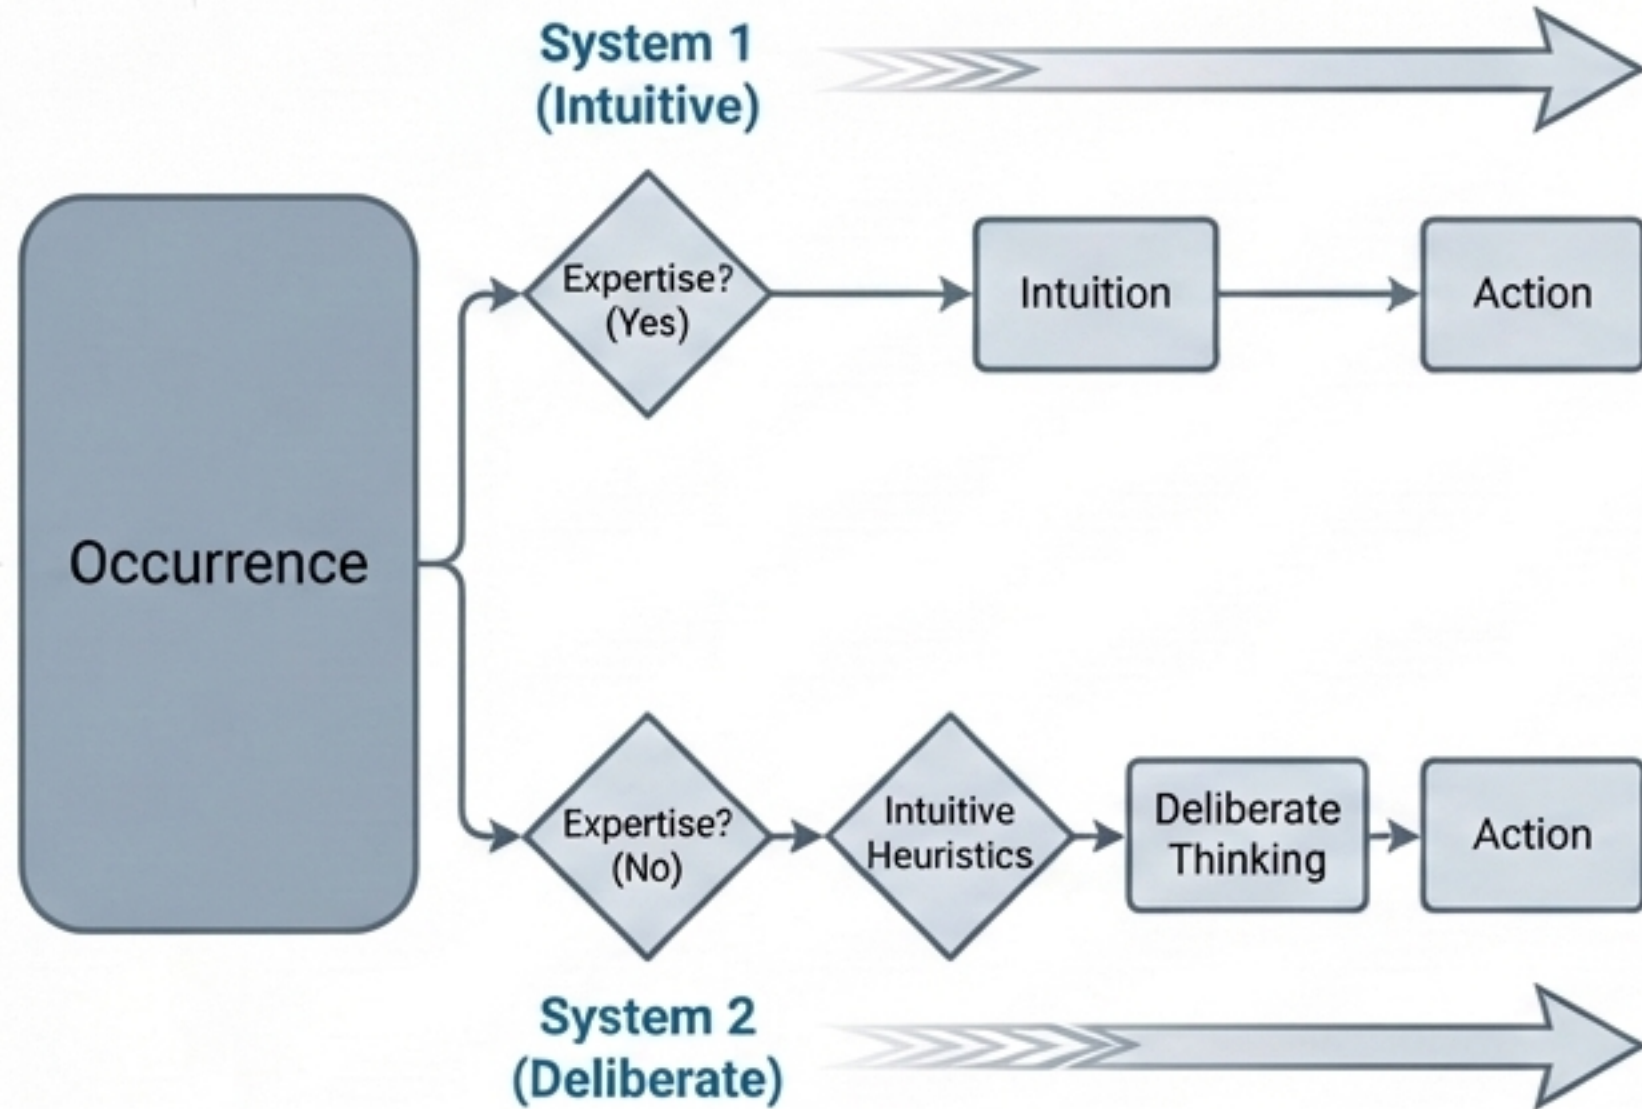 System 1
(Intuitive)
Expertise?
(Yes)
Intuition
Action
Occurrence
Expertise?
(No)
Intuitive
Heuristics
Deliberate
Thinking
Action
System 2
(Deliberate)